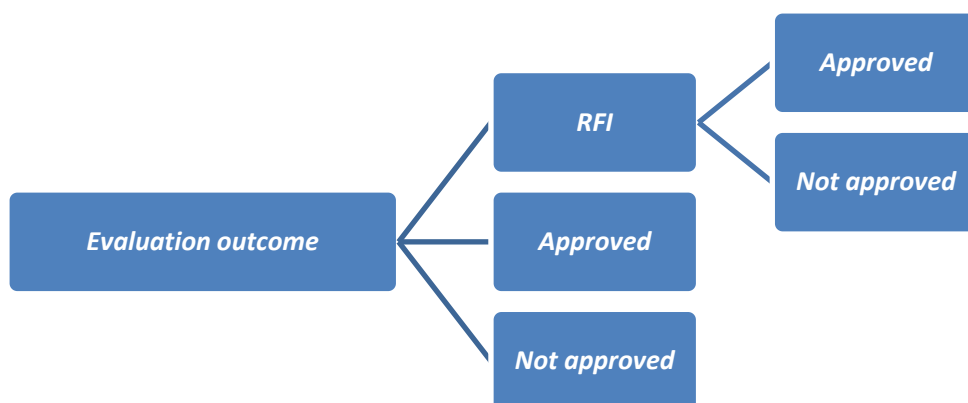 Evaluation outcome
RFI
Approved
Not approved
Approved
Not approved